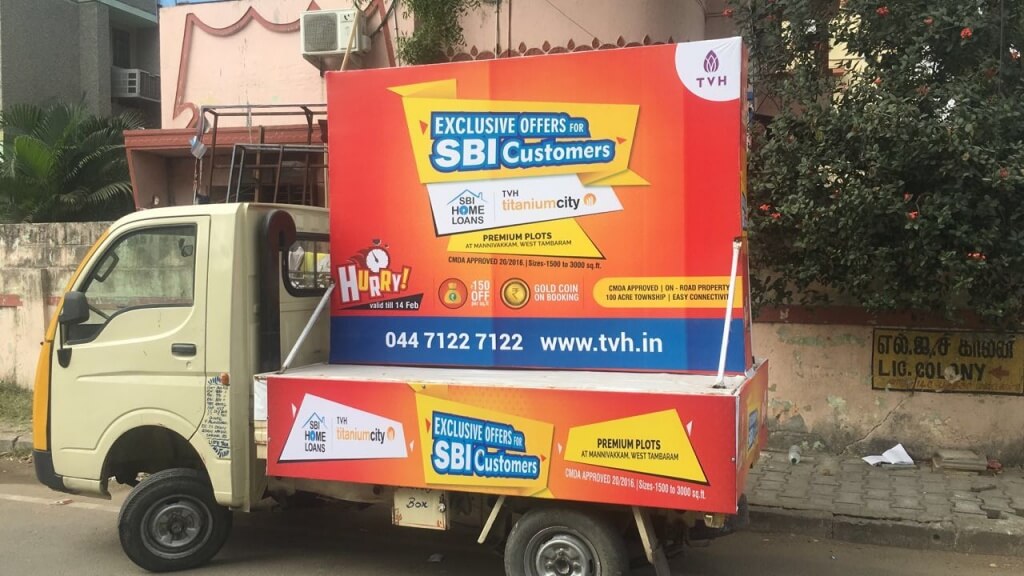 TVH
EXCLUSIVE OFFERS FOR
SBI Customers
SBI
HOME
LOANS
TVH
titaniumcity
PREMIUM PLOTS
AT MANNIVAKKAM, WEST TAMBARAM
CMDA APPROVED 20/2016. | Sizes-1500 to 3000 sq.ft.
HURRY!
valid till 14 Feb
150
OFF
GOLD COIN
ON BOOKING
CMDA APPROVED | ON - ROAD PROPERTY
100 ACRE TOWNSHIP | EASY CONNECTIVI
044 7122 7122 www.tvh.in
எல்.ஐ.சி காலனி
L.I.C. COLONY
SBI
HOME
LOANS
TVH
titaniumcity
EXCLUSIVE OFFERS FOR
SBI Customers
PREMIUM PLOTS
AT MANNIVAKKAM, WEST TAMBARAM
CMDA APPROVED 20/2016. | Sizes-1500 to 3000 sq.ft.
Box